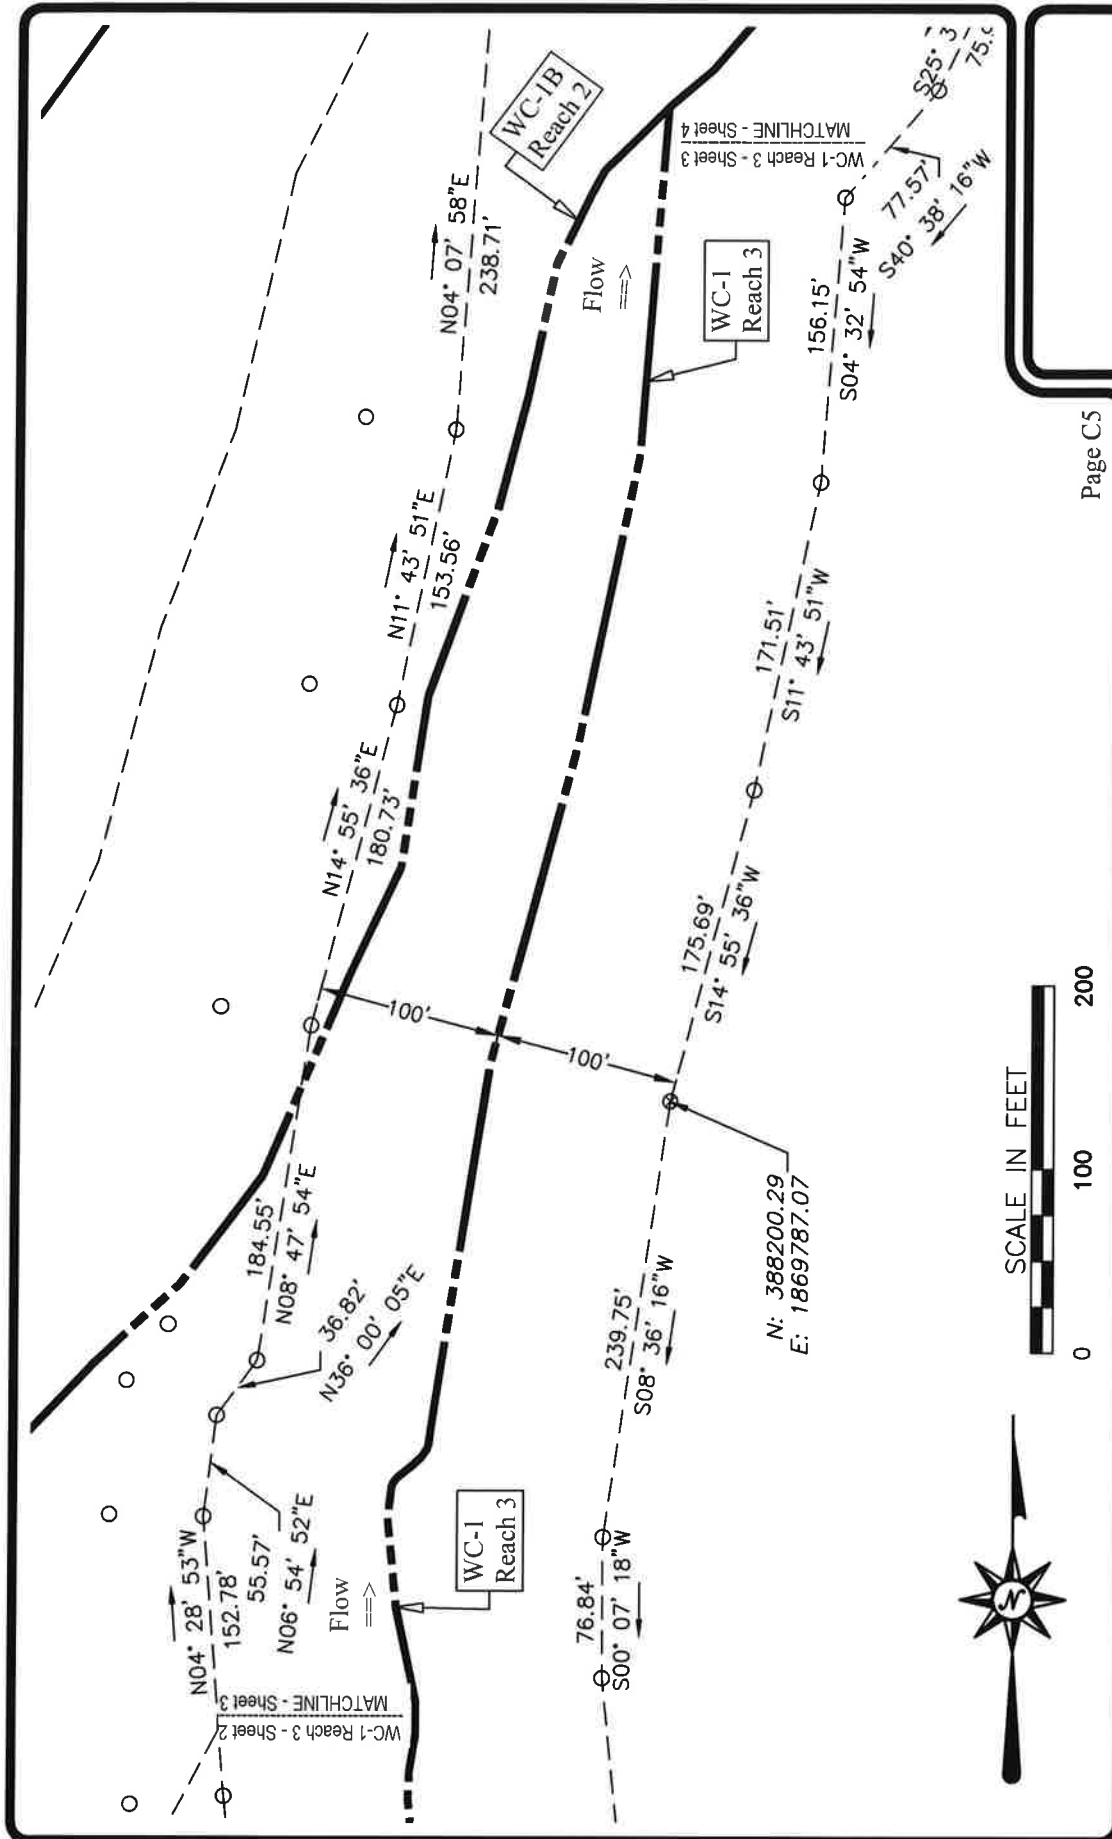 WC-1B
Reach 2
N04° 07' 58"E
238.71'
Flow
==>
WC-1
Reach 3
WC-1 Reach 3 - Sheet 3
MATCHLINE - Sheet 4
S25° 3
75.
77.57'
S40° 38' 16"W
156.15'
S04° 32' 54"W
N11° 43' 51"E
153.56'
171.51'
S11° 43' 51"W
N14° 55' 36"E
180.73'
175.69'
S14° 55' 36"W
100'
100'
184.55'
N08° 47' 54"E
36.82'
N36° 00' 05"E
239.75'
S08° 36' 16"W
N: 388200.29
E: 1869787.07
N04° 28' 53"W
152.78'
55.57'
N06° 54' 52"E
Flow
==>
WC-1
Reach 3
76.84'
S00° 07' 18"W
WC-1 Reach 3 - Sheet 2
MATCHLINE - Sheet 3
SCALE IN FEET
0 100 200
N
Page C5